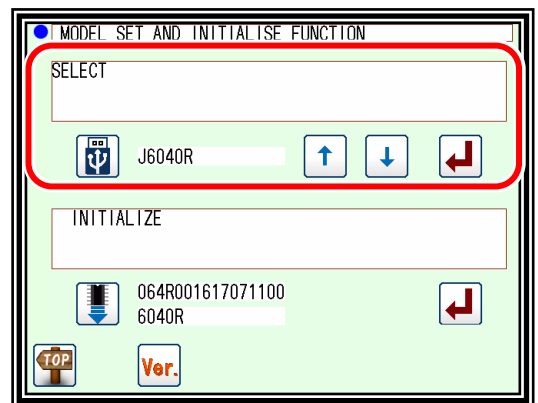 MODEL SET AND INITIALISE FUNCTION
SELECT
J6040R
INITIALIZE
064R001617071100
6040R
TOP
Ver.